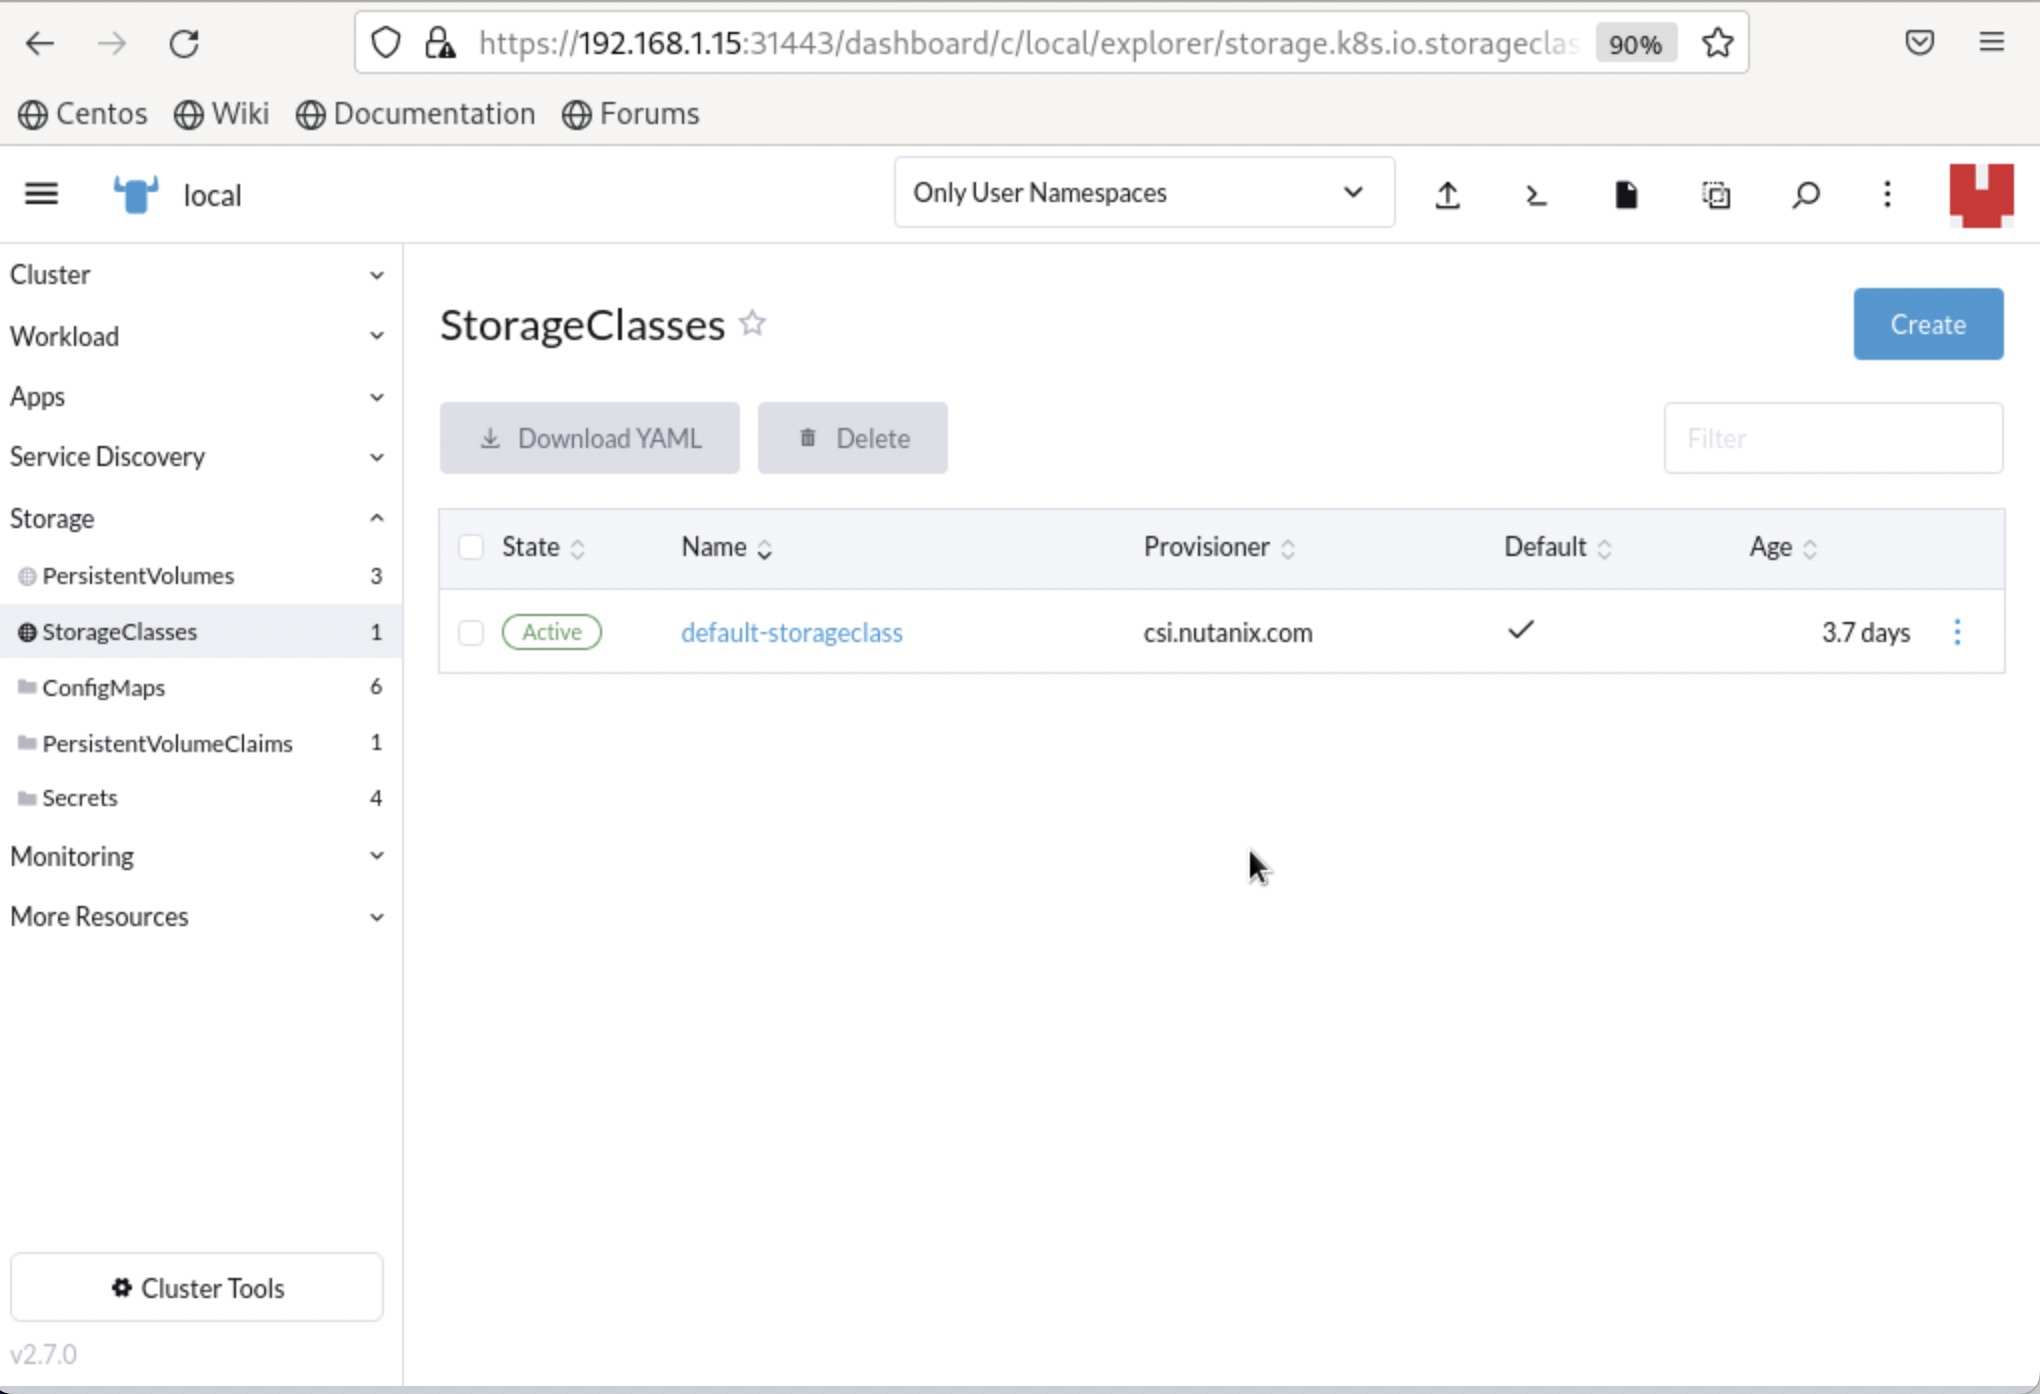 https://192.168.1.15:31443/dashboard/c/local/explorer/storage.k8s.io.storageclas 90%
Centos Wiki Documentation Forums
local Only User Namespaces
Cluster
Workload
Apps
Service Discovery
Storage
PersistentVolumes 3
StorageClasses 1
ConfigMaps 6
PersistentVolumeClaims 1
Secrets 4
Monitoring
More Resources
Cluster Tools
v2.7.0
StorageClasses Create
Download YAML Delete Filter
State Name Provisioner Default Age
Active default-storageclass csi.nutanix.com 3.7 days